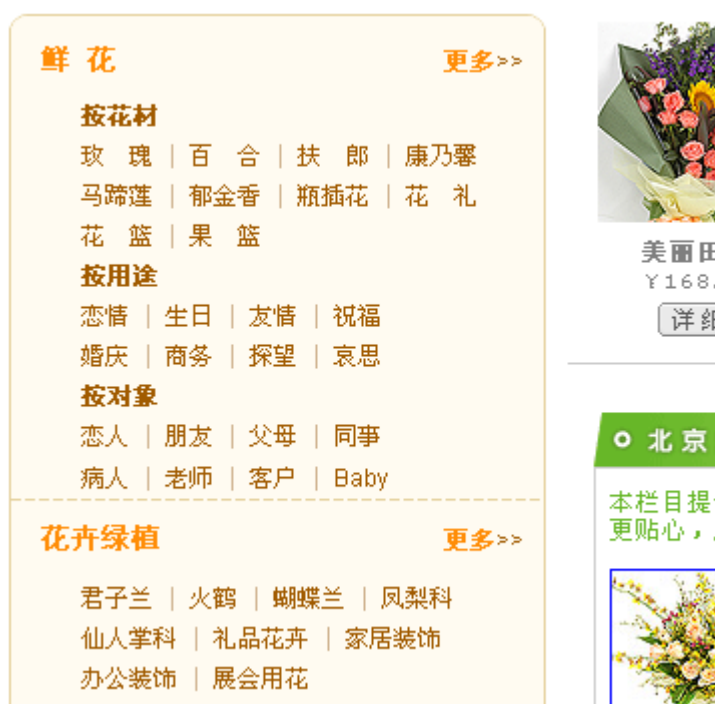 鲜 花 更多>>
按花材
玫 瑰 | 百 合 | 扶 郎 | 康乃馨
马蹄莲 | 郁金香 | 瓶插花 | 花 礼
花 篮 | 果 篮
按用途
恋情 | 生日 | 友情 | 祝福
婚庆 | 商务 | 探望 | 哀思
按对象
恋人 | 朋友 | 父母 | 同事
病人 | 老师 | 客户 | Baby
花卉绿植 更多>>
君子兰 | 火鹤 | 蝴蝶兰 | 凤梨科
仙人掌科 | 礼品花卉 | 家居装饰
办公装饰 | 展会用花
美丽田
￥168.
详细
北京
本栏目提
更贴心，